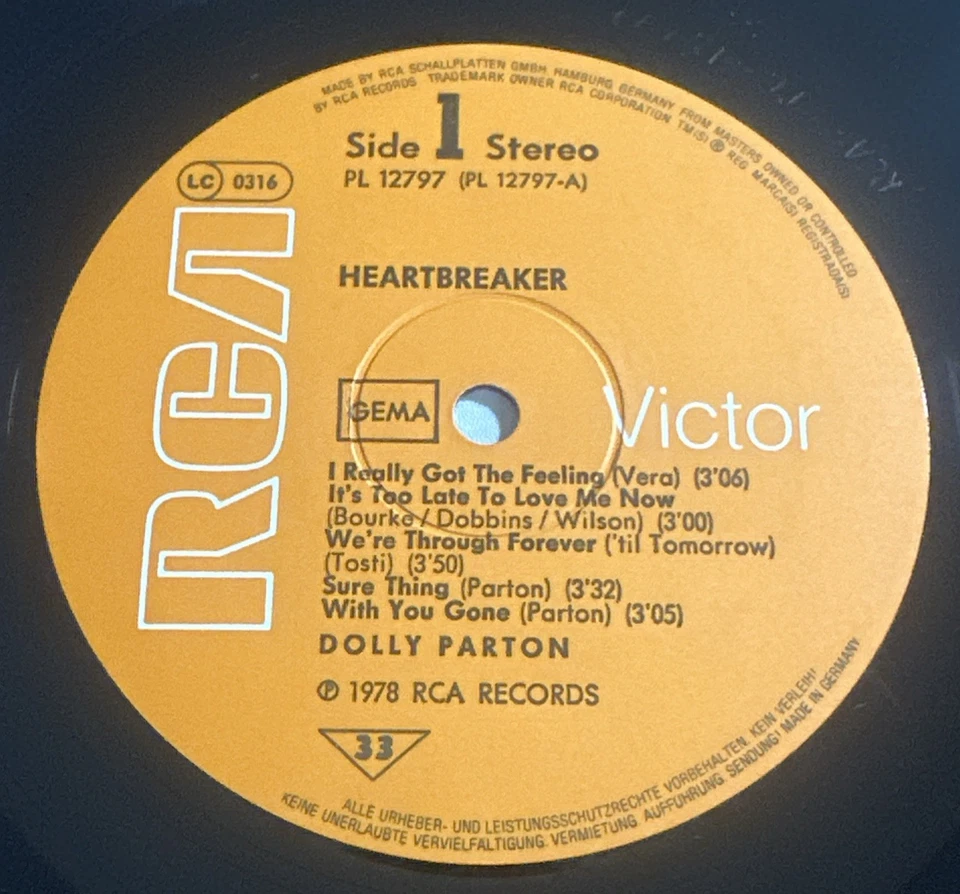 MADE BY RCA SCHALLPLATTEN GMBH, HAMBURG GERMANY FROM MASTERS OWNED OR CONTROLLED
BY RCA RECORDS TRADEMARK OWNER RCA CORPORATION TM(S) ® REG MARCA(S) REGISTRADA(S)
Side 1 Stereo
LC 0316
PL 12797 (PL 12797-A)
RCA
HEARTBREAKER
GEMA
Victor
I Really Got The Feeling (Vera) (3'06)
It's Too Late To Love Me Now
(Bourke / Dobbins / Wilson) (3'00)
We're Through Forever ('til Tomorrow)
(Tosti) (3'50)
Sure Thing (Parton) (3'32)
With You Gone (Parton) (3'05)
DOLLY PARTON
℗ 1978 RCA RECORDS
33
ALLE URHEBER- UND LEISTUNGSSCHUTZRECHTE VORBEHALTEN. KEIN VERLEIH!
KEINE UNERLAUBTE VERVIELFÄLTIGUNG, VERMIETUNG, AUFFÜHRUNG, SENDUNG! MADE IN GERMANY